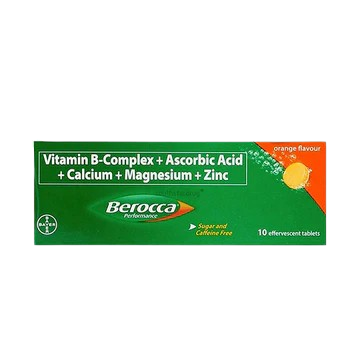 orange flavour
Vitamin B-Complex + Ascorbic Acid
+ Calcium + Magnesium + Zinc
Berocca
Performance
BAYER
Sugar and
Caffeine Free
10 effervescent tablets